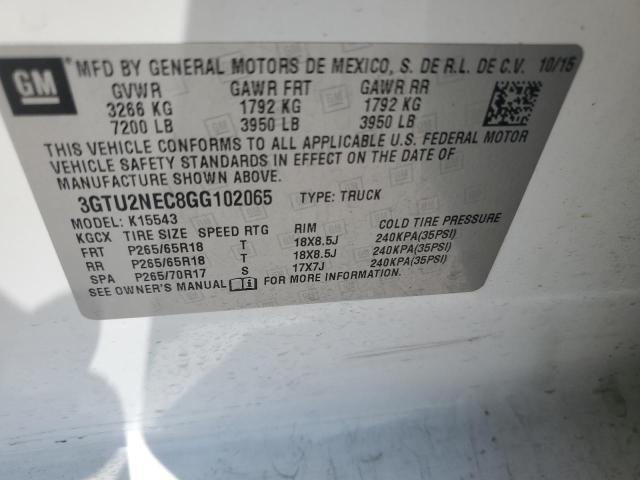 GM
MFD BY GENERAL MOTORS DE MEXICO, S. DE R.L. DE C.V. 10/15
GVWR GAWR FRT GAWR RR
3266 KG 1792 KG 1792 KG
7200 LB 3950 LB 3950 LB
THIS VEHICLE CONFORMS TO ALL APPLICABLE U.S. FEDERAL MOTOR
VEHICLE SAFETY STANDARDS IN EFFECT ON THE DATE OF
MANUFACTURE SHOWN ABOVE.
3GTU2NEC8GG102065 TYPE: TRUCK
MODEL: K15543
KGCX TIRE SIZE SPEED RTG RIM COLD TIRE PRESSURE
FRT P265/65R18 T 18X8.5J 240KPA(35PSI)
RR P265/65R18 T 18X8.5J 240KPA(35PSI)
SPA P265/70R17 S 17X7J 240KPA(35PSI)
SEE OWNER'S MANUAL FOR MORE INFORMATION.